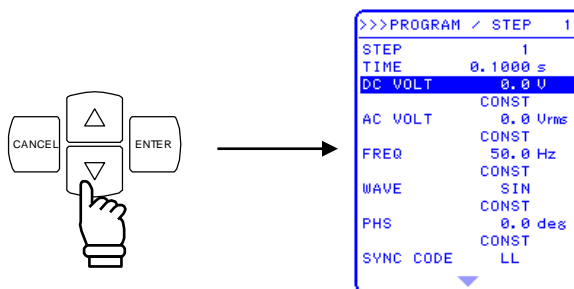 CANCEL
ENTER
>>>PROGRAM / STEP 1
STEP 1
TIME 0.1000 s
DC VOLT 0.0 V
CONST
AC VOLT 0.0 Vrms
CONST
FREQ 50.0 Hz
CONST
WAVE SIN
CONST
PHS 0.0 deg
CONST
SYNC CODE LL